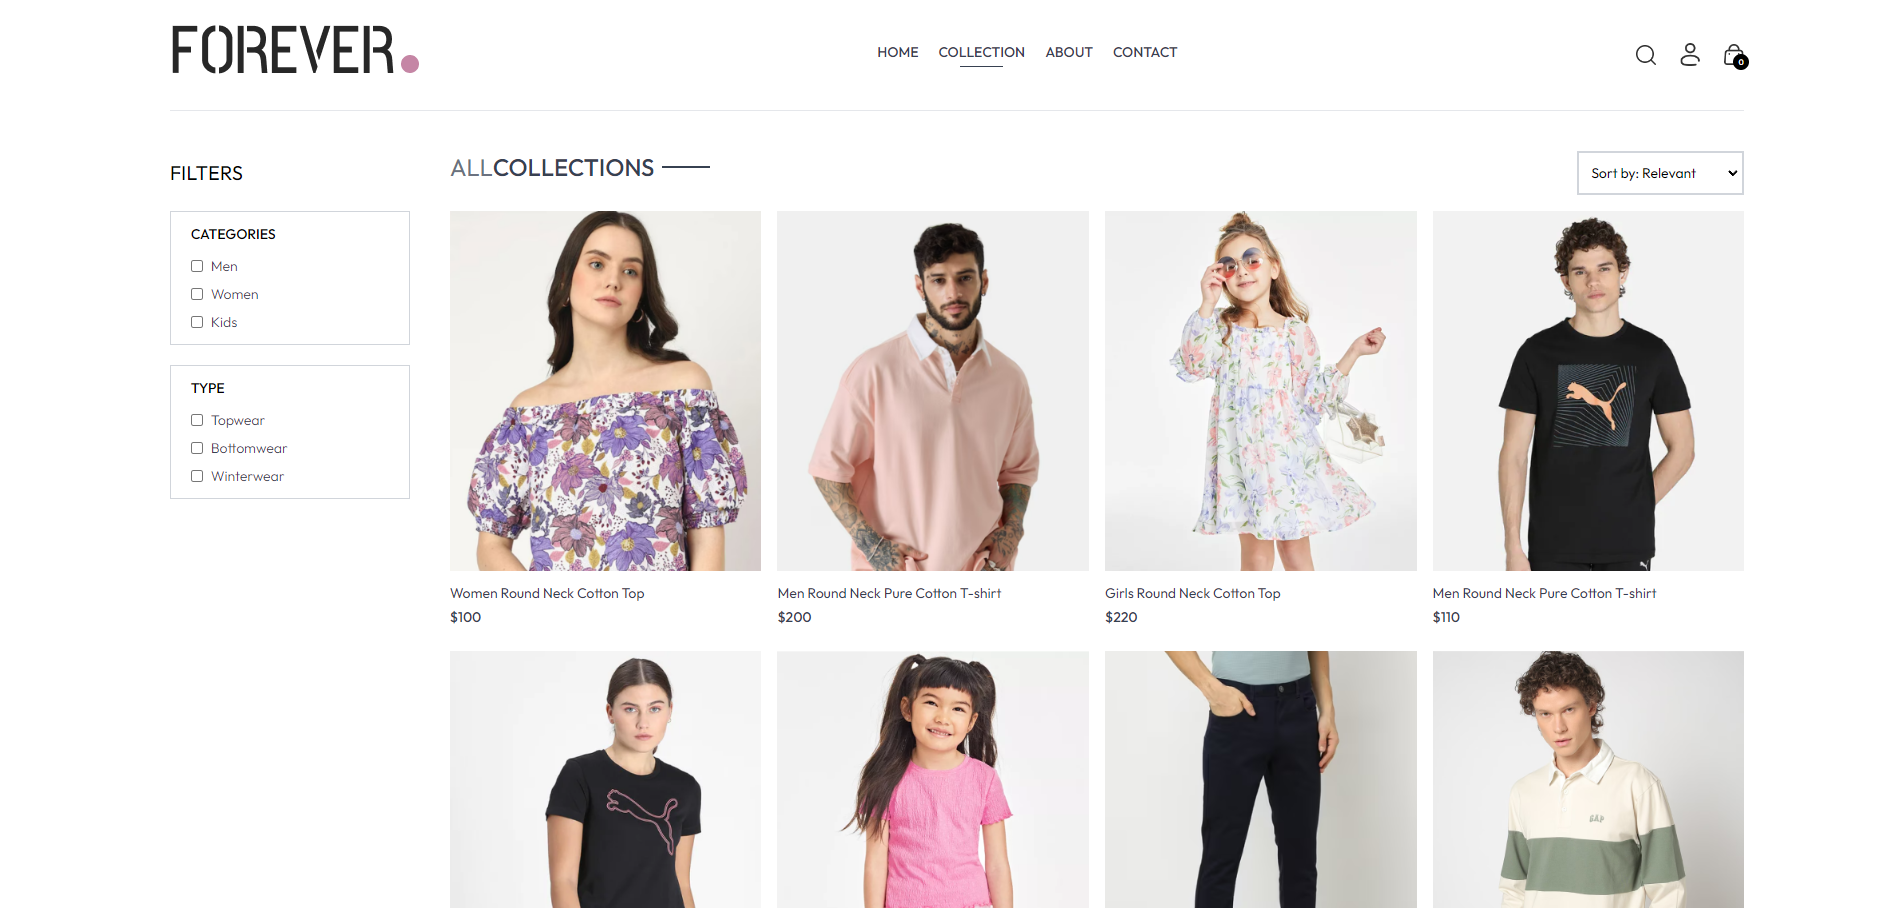 FOREVER.
HOME COLLECTION ABOUT CONTACT
0
FILTERS
CATEGORIES
Men
Women
Kids
TYPE
Topwear
Bottomwear
Winterwear
ALLCOLLECTIONS
Sort by: Relevant
Women Round Neck Cotton Top
$100
Men Round Neck Pure Cotton T-shirt
$200
Girls Round Neck Cotton Top
$220
Men Round Neck Pure Cotton T-shirt
$110
GAP